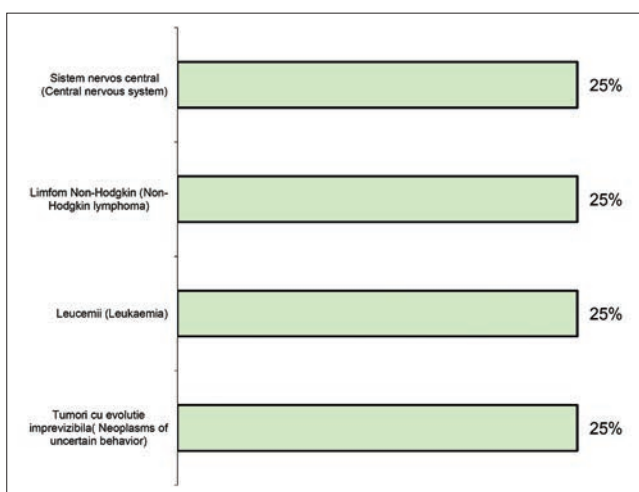 Sistem nervos central
(Central nervous system)
25%
Limfom Non-Hodgkin (Non-
Hodgkin lymphoma)
25%
Leucemii (Leukaemia)
25%
Tumori cu evolutie
imprevizibila( Neoplasms of
uncertain behavior)
25%